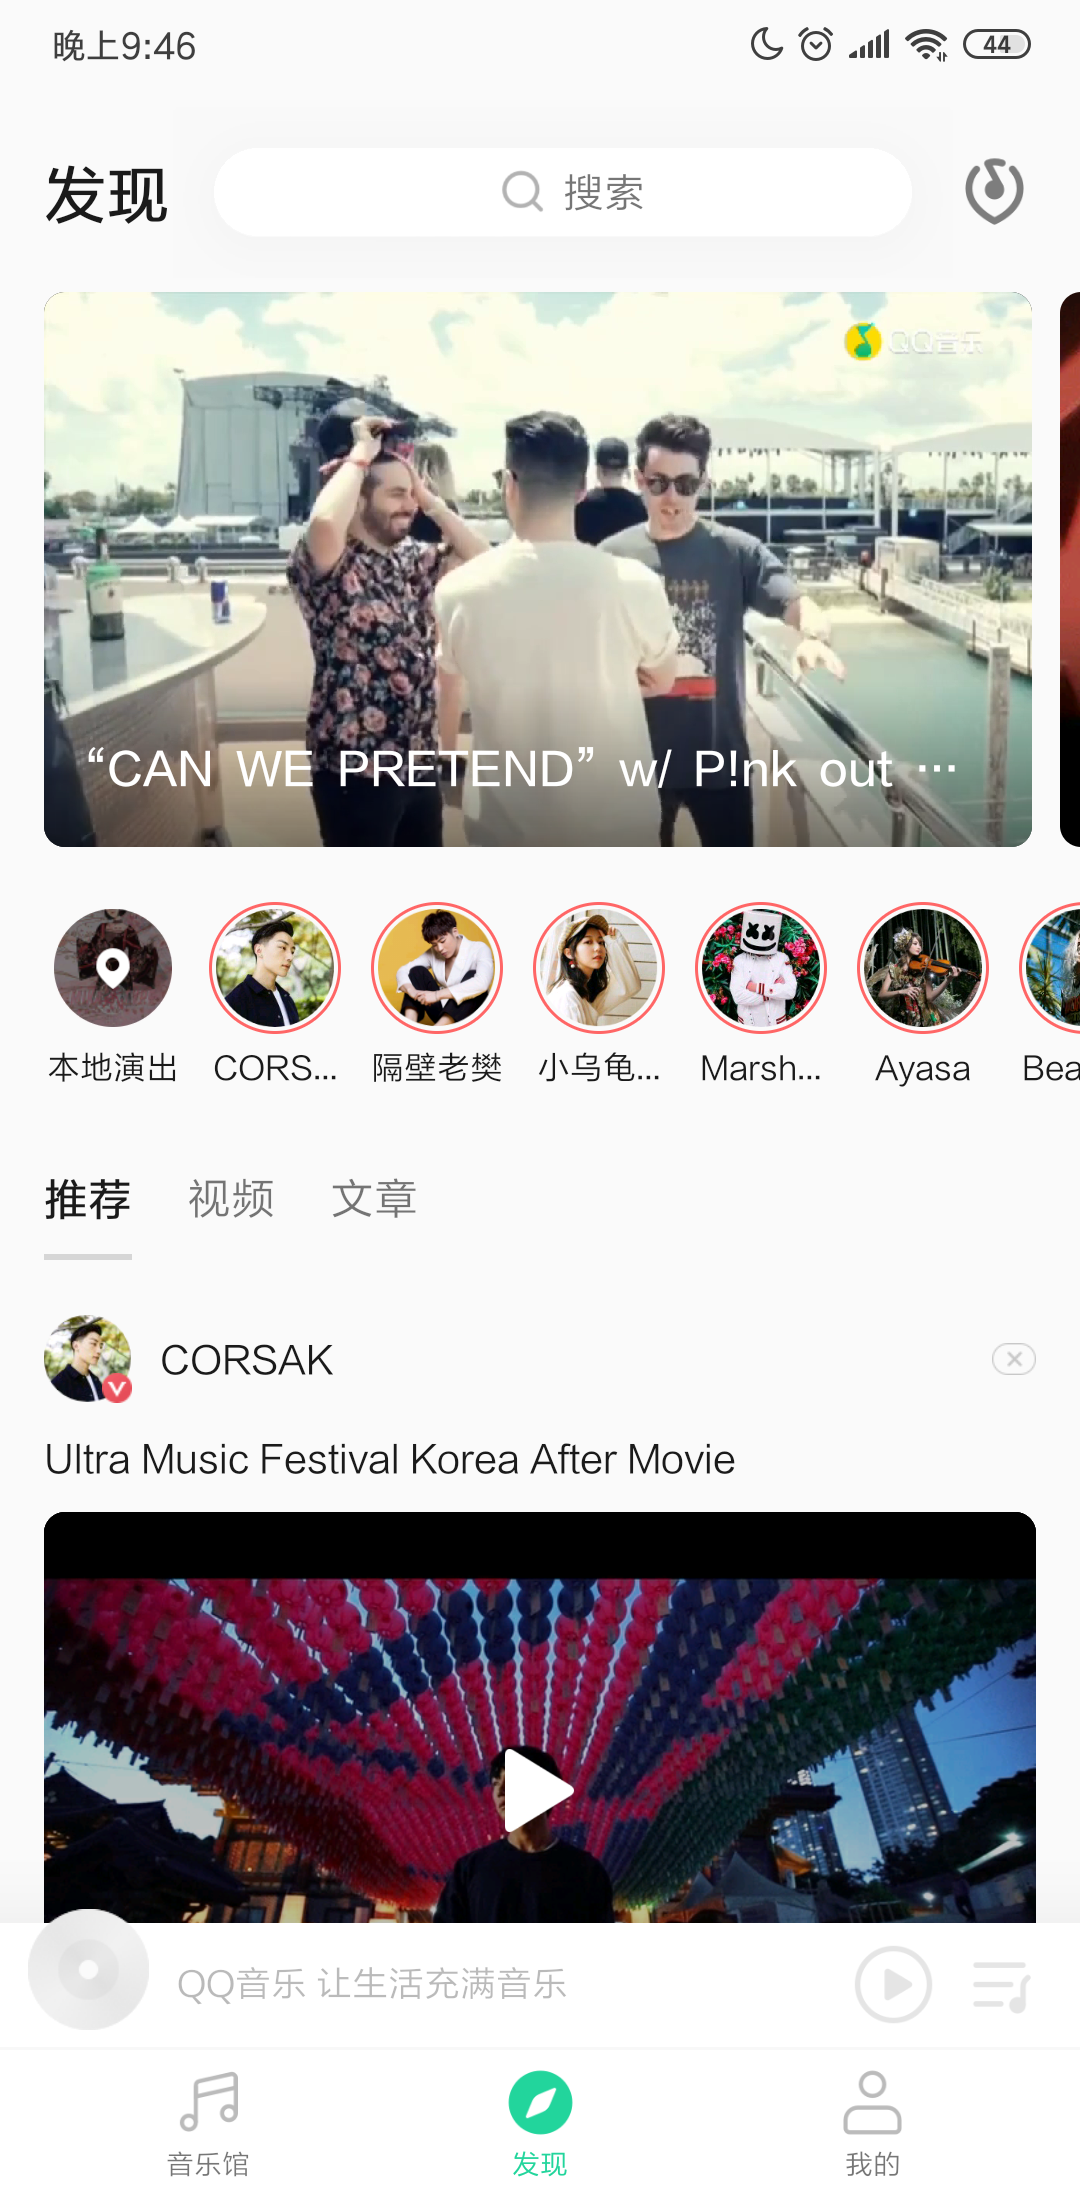 晚上9:46
44
发现
搜索
QQ音乐
“CAN WE PRETEND” w/ P!nk out ···
本地演出
CORS...
隔壁老樊
小乌龟...
Marsh...
Ayasa
Bea
推荐
视频
文章
CORSAK
Ultra Music Festival Korea After Movie
QQ音乐 让生活充满音乐
音乐馆
发现
我的